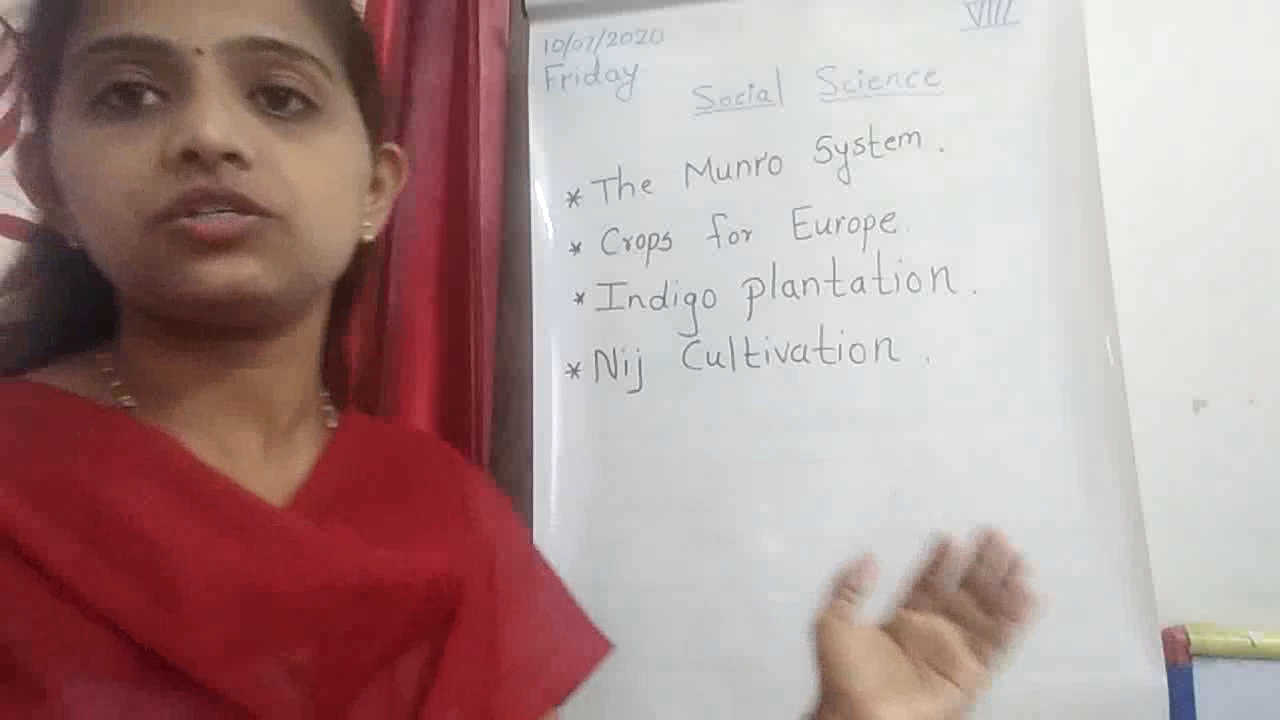 10/07/2020
VIII
Friday
Social Science
* The Munro System.
* Crops for Europe.
* Indigo plantation.
* Nij Cultivation.